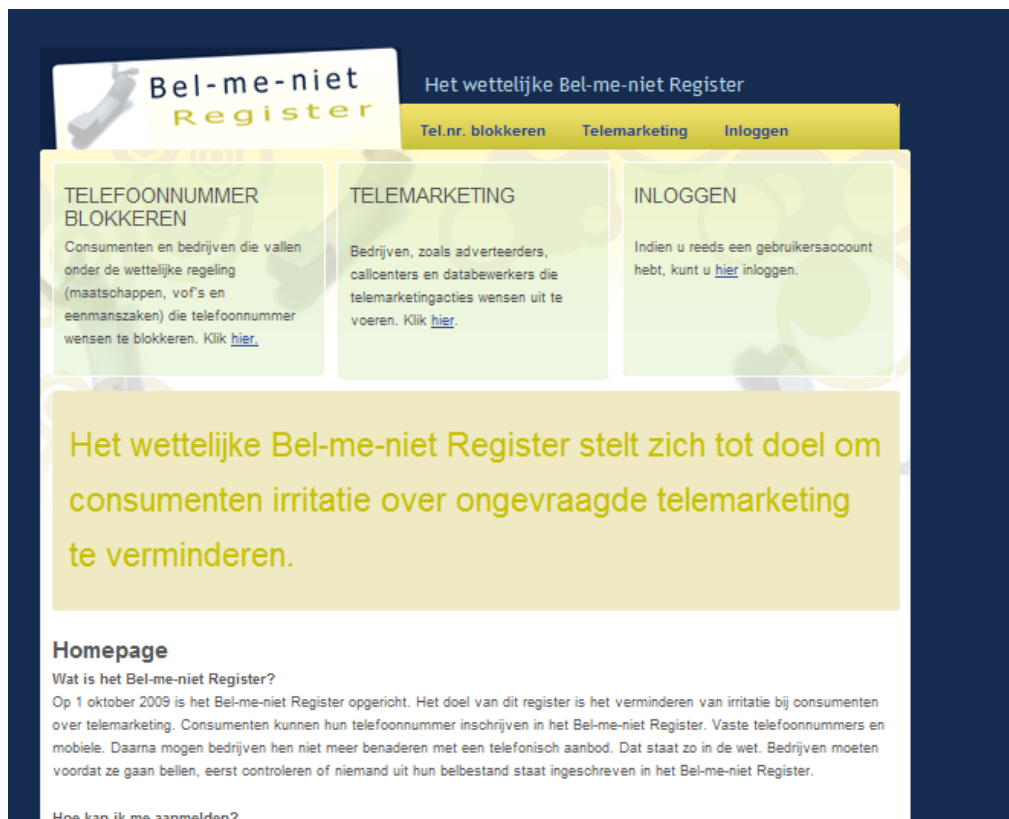 Bel-me-niet
Register
Het wettelijke Bel-me-niet Register
Tel.nr. blokkeren Telemarketing Inloggen
TELEFOONNUMMER
BLOKKEREN
Consumenten en bedrijven die vallen
onder de wettelijke regeling
(maatschappen, vof's en
eenmanszaken) die telefoonnummer
wensen te blokkeren. Klik hier.
TELEMARKETING
Bedrijven, zoals adverteerders,
callcenters en databewerkers die
telemarketingacties wensen uit te
voeren. Klik hier.
INLOGGEN
Indien u reeds een gebruikersaccount
hebt, kunt u hier inloggen.
Het wettelijke Bel-me-niet Register stelt zich tot doel om
consumenten irritatie over ongevraagde telemarketing
te verminderen.
Homepage
Wat is het Bel-me-niet Register?
Op 1 oktober 2009 is het Bel-me-niet Register opgericht. Het doel van dit register is het verminderen van irritatie bij consumenten
over telemarketing. Consumenten kunnen hun telefoonnummer inschrijven in het Bel-me-niet Register. Vaste telefoonnummers en
mobiele. Daarna mogen bedrijven hen niet meer benaderen met een telefonisch aanbod. Dat staat zo in de wet. Bedrijven moeten
voordat ze gaan bellen, eerst controleren of niemand uit hun belbestand staat ingeschreven in het Bel-me-niet Register.
Hoe kan ik me aanmelden?